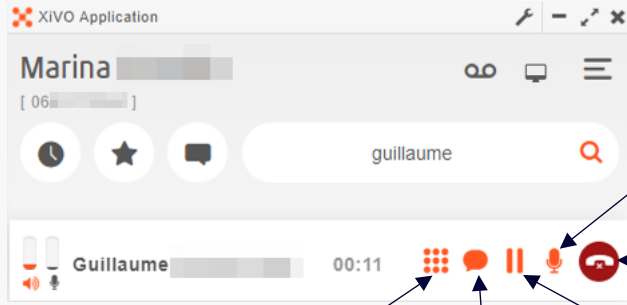 XiVO Application
Marina
[ 06 ]
guillaume
Guillaume 00:11